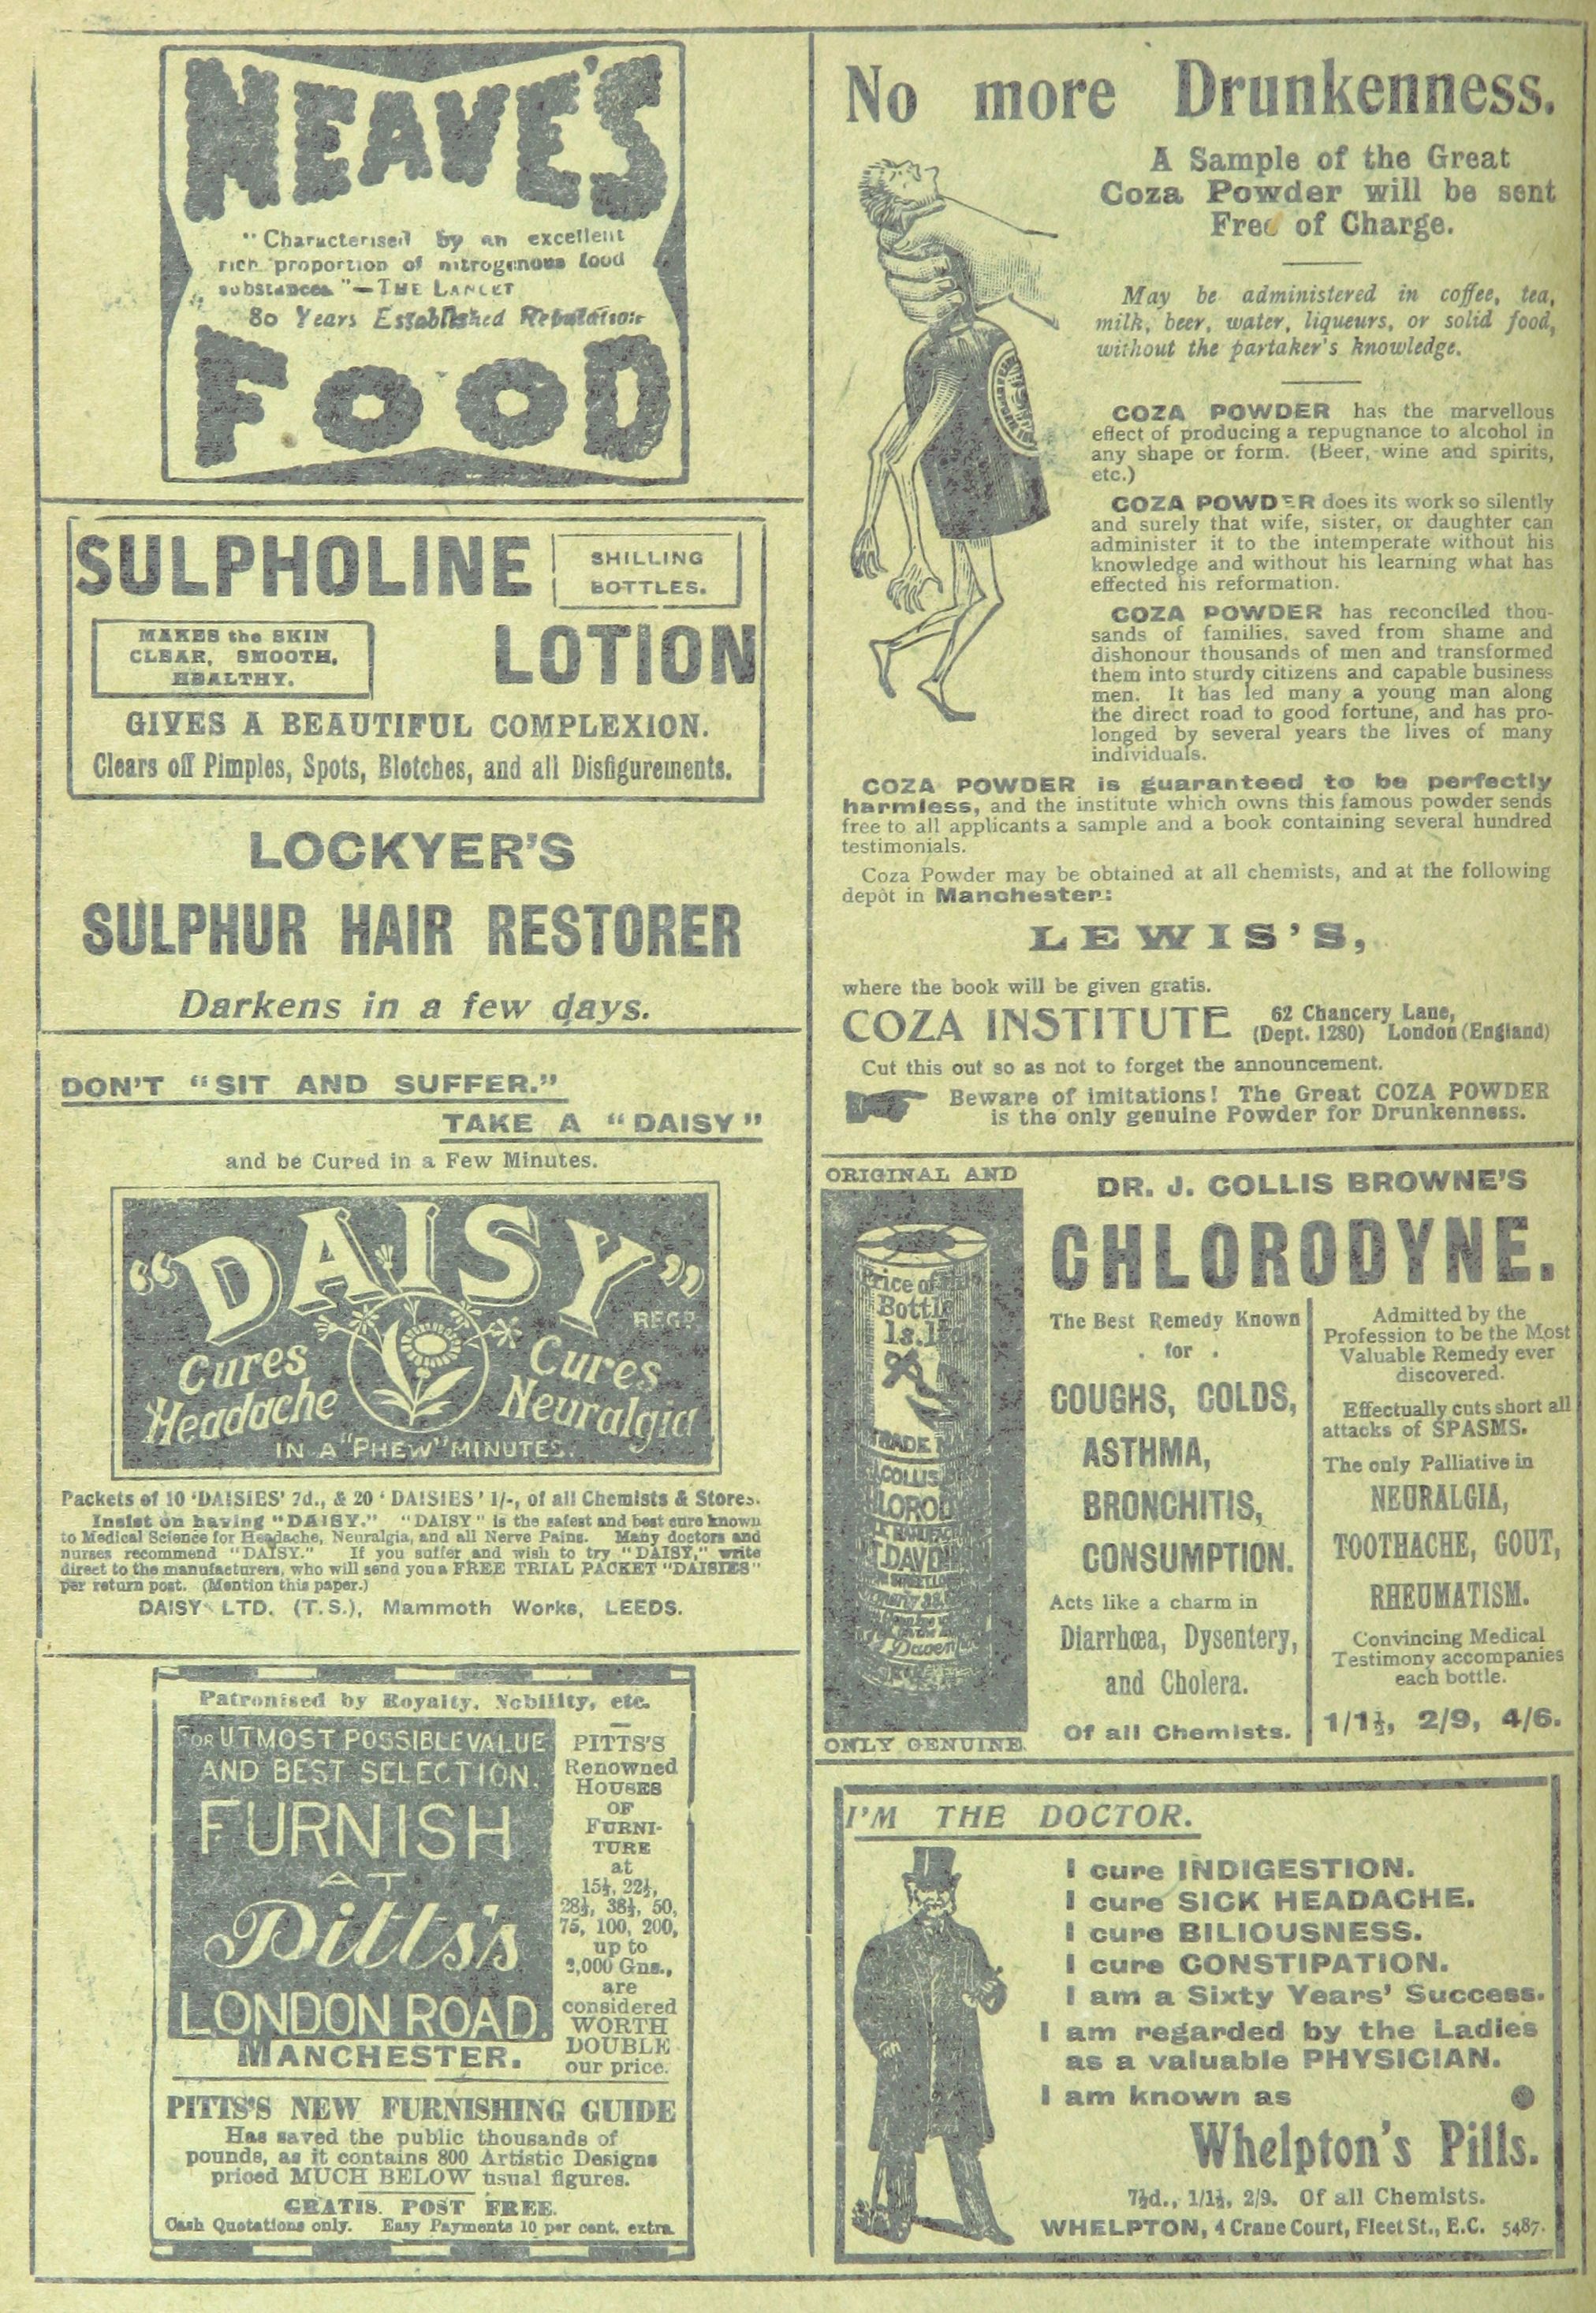 NEAVE'S
"Characterised by an excellent
rich proportion of nitrogenous food
substances."—THE LANCET
80 Years Established Reputation
FOOD
SULPHOLINE
SHILLING
BOTTLES.
MAKES the SKIN
CLEAR, SMOOTH,
HEALTHY.
LOTION
GIVES A BEAUTIFUL COMPLEXION.
Clears off Pimples, Spots, Blotches, and all Disfigurements.
LOCKYER'S
SULPHUR HAIR RESTORER
Darkens in a few days.
DON'T "SIT AND SUFFER."
TAKE A "DAISY"
and be Cured in a Few Minutes.
"DAISY"
REGD
Cures
Headache
Cures
Neuralgia
IN A "PHEW" MINUTES.
Packets of 10 'DAISIES' 7d., & 20 'DAISIES' 1/-, of all Chemists & Stores.
Insist on having "DAISY." "DAISY" is the safest and best cure known
to Medical Science for Headache, Neuralgia, and all Nerve Pains. Many doctors and
nurses recommend "DAISY." If you suffer and wish to try "DAISY," write
direct to the manufacturers, who will send you a FREE TRIAL PACKET "DAISIES"
per return post. (Mention this paper.)
DAISY LTD. (T.S.), Mammoth Works, LEEDS.
Patronised by Royalty, Nobility, etc.
FOR UTMOST POSSIBLE VALUE
AND BEST SELECTION.
FURNISH
AT
Pitts's
LONDON ROAD.
MANCHESTER.
PITTS'S
Renowned
HOUSES
OF
FURNI-
TURE
at
15½, 22½,
28½, 38½, 50,
75, 100, 200,
up to
2,000 Gns.,
are
considered
WORTH
DOUBLE
our price.
PITTS'S NEW FURNISHING GUIDE
Has saved the public thousands of
pounds, as it contains 800 Artistic Designs
priced MUCH BELOW usual figures.
GRATIS. POST FREE.
Cash Quotations only. Easy Payments 10 per cent. extra
No more Drunkenness.
A Sample of the Great
Coza Powder will be sent
Free of Charge.
May be administered in coffee, tea,
milk, beer, water, liqueurs, or solid food,
without the partaker's knowledge.
COZA POWDER has the marvellous
effect of producing a repugnance to alcohol in
any shape or form. (Beer, wine and spirits,
etc.)
COZA POWDER does its work so silently
and surely that wife, sister, or daughter can
administer it to the intemperate without his
knowledge and without his learning what has
effected his reformation.
COZA POWDER has reconciled thou-
sands of families, saved from shame and
dishonour thousands of men and transformed
them into sturdy citizens and capable business
men. It has led many a young man along
the direct road to good fortune, and has pro-
longed by several years the lives of many
individuals.
COZA POWDER is guaranteed to be perfectly
harmless, and the institute which owns this famous powder sends
free to all applicants a sample and a book containing several hundred
testimonials.
Coza Powder may be obtained at all chemists, and at the following
depôt in Manchester:
LEWIS'S,
where the book will be given gratis.
COZA INSTITUTE 62 Chancery Lane,
(Dept. 1280) London (England)
Cut this out so as not to forget the announcement.
Beware of imitations! The Great COZA POWDER
is the only genuine Powder for Drunkenness.
ORIGINAL AND
Price of
Bottle
TRADE
COLLIS
ONLY GENUINE
DR. J. COLLIS BROWNE'S
CHLORODYNE.
The Best Remedy Known
. for .
COUGHS, COLDS,
ASTHMA,
BRONCHITIS,
CONSUMPTION.
Acts like a charm in
Diarrhœa, Dysentery,
and Cholera.
Of all Chemists.
Admitted by the
Profession to be the Most
Valuable Remedy ever
discovered.
Effectually cuts short all
attacks of SPASMS.
The only Palliative in
NEURALGIA,
TOOTHACHE, GOUT,
RHEUMATISM.
Convincing Medical
Testimony accompanies
each bottle.
1/1½, 2/9, 4/6.
I'M THE DOCTOR.
I cure INDIGESTION.
I cure SICK HEADACHE.
I cure BILIOUSNESS.
I cure CONSTIPATION.
I am a Sixty Years' Success.
I am regarded by the Ladies
as a valuable PHYSICIAN.
I am known as
Whelpton's Pills.
7½d., 1/1½, 2/9. Of all Chemists.
WHELPTON, 4 Crane Court, Fleet St., E.C. 5487.